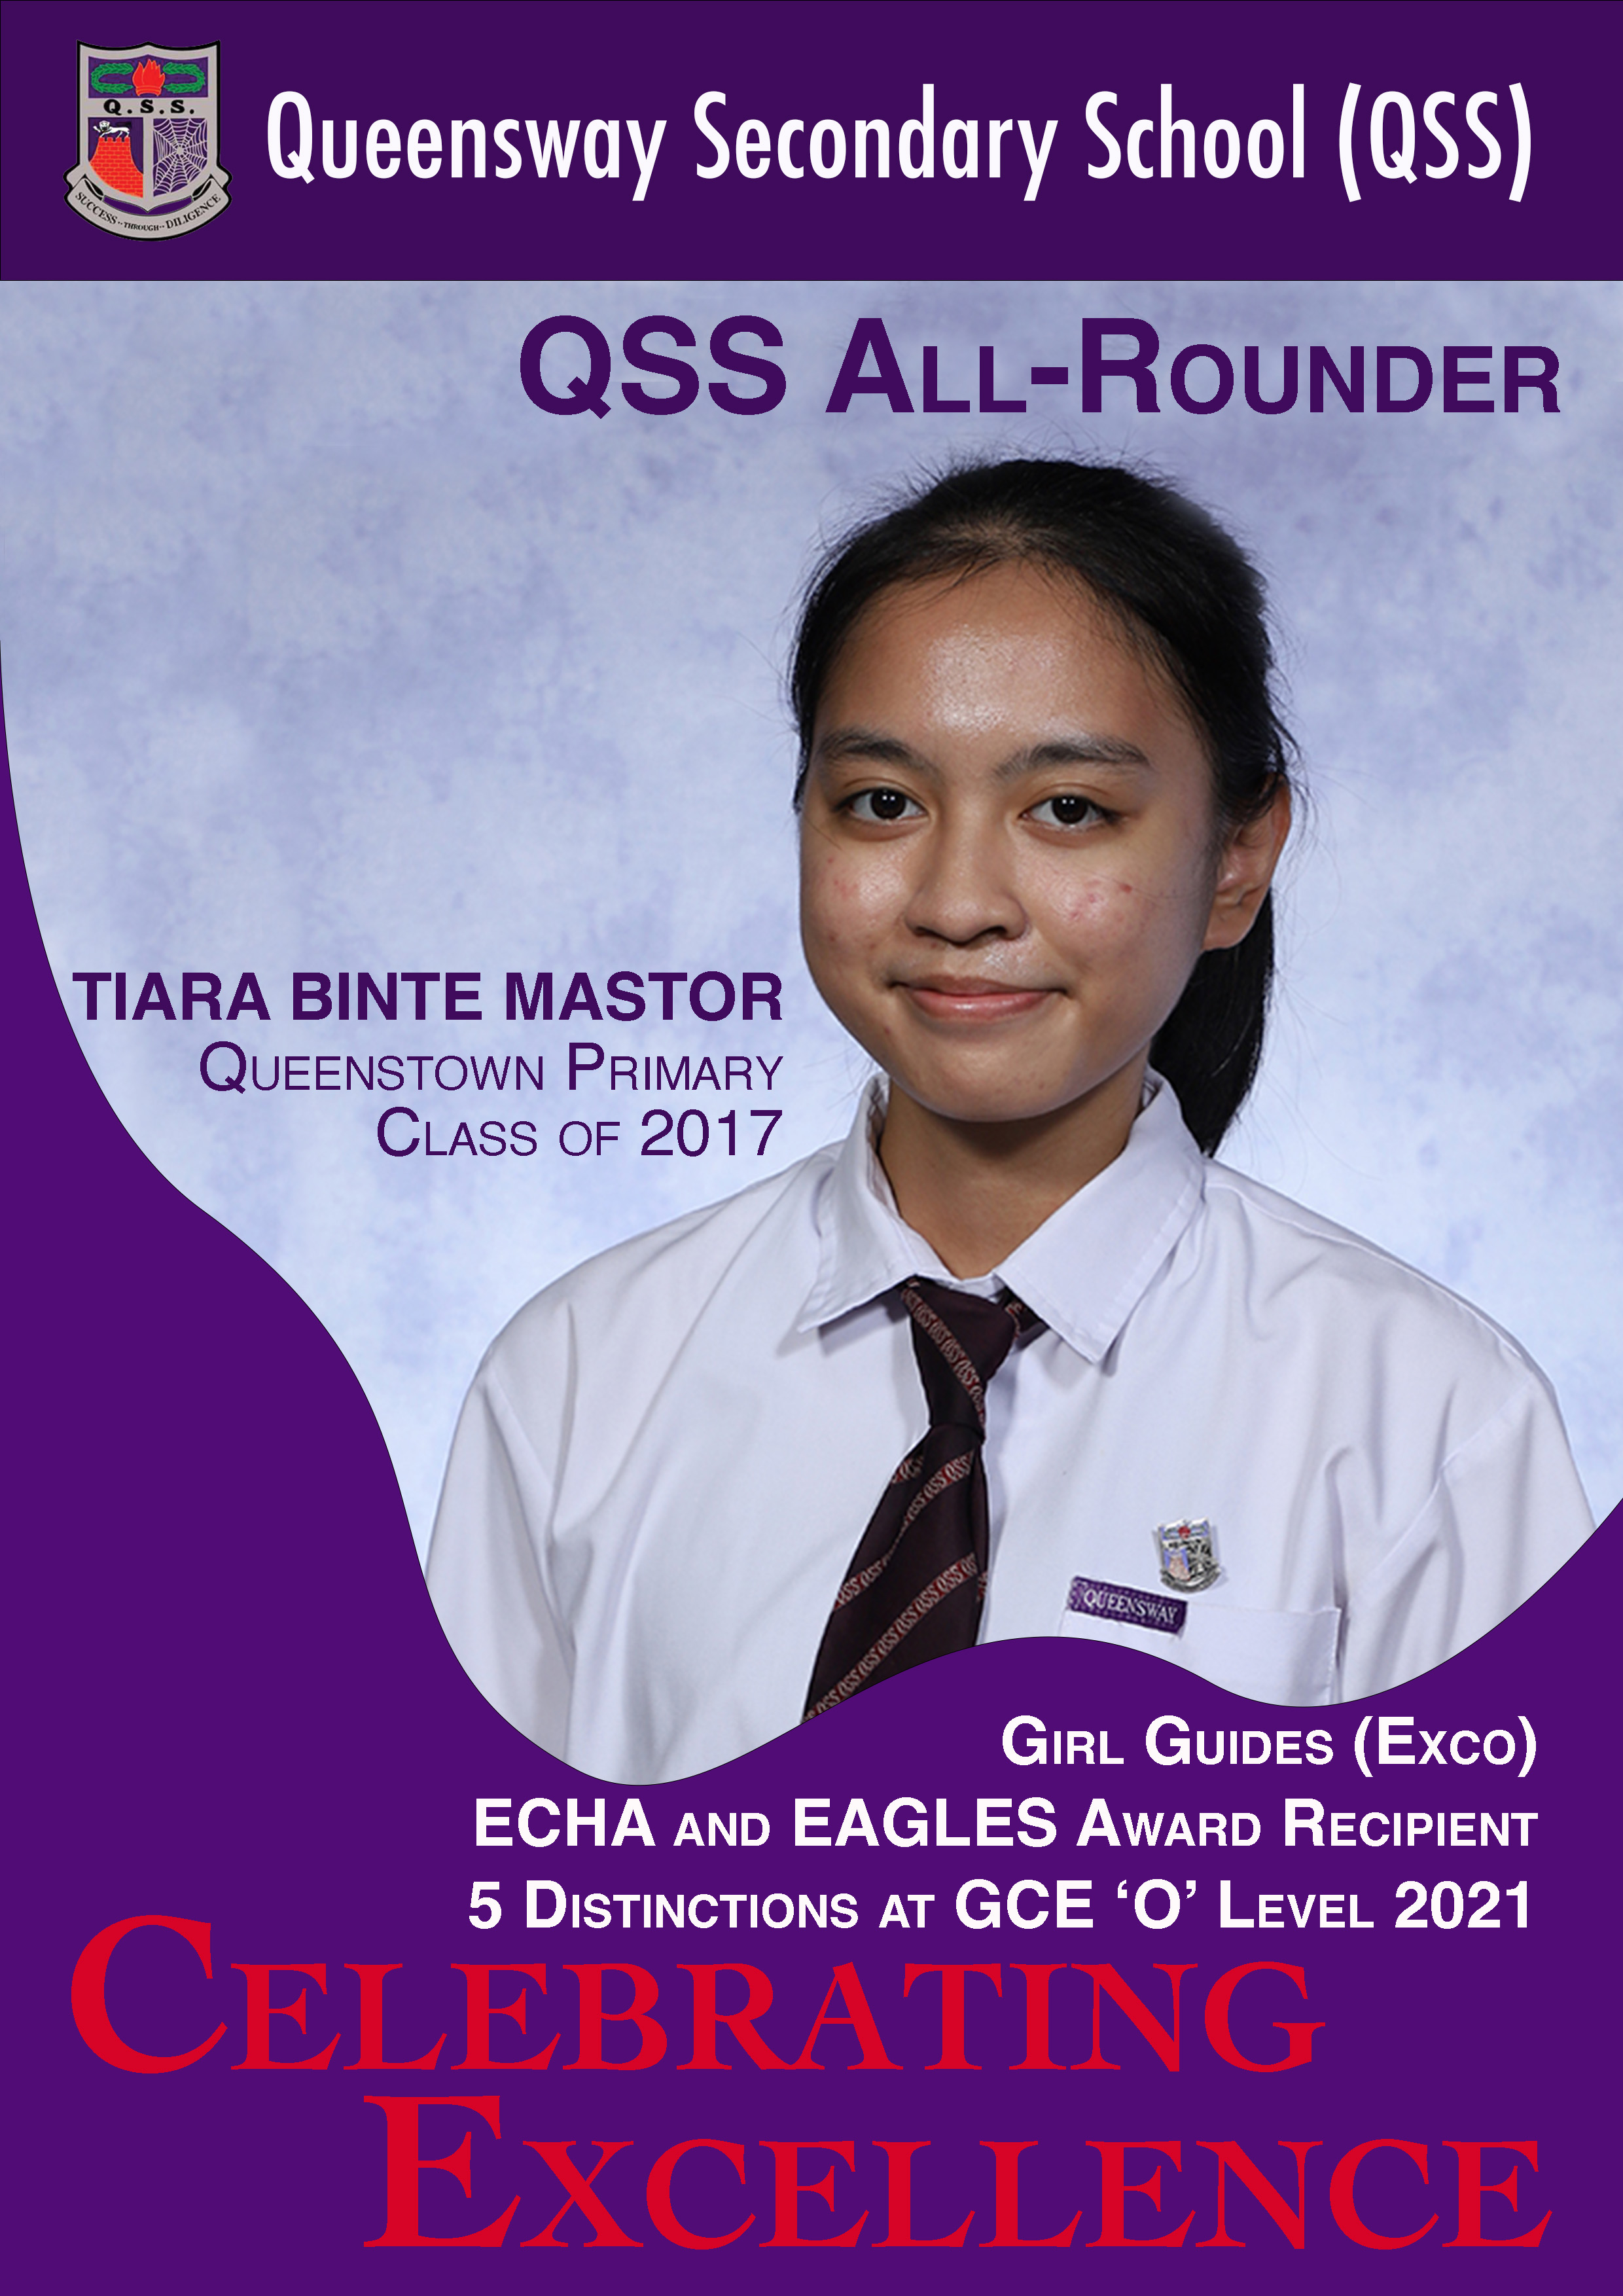 Q.S.S.
SUCCESS··THROUGH··DILIGENCE
Queensway Secondary School (QSS)
QSS ALL-ROUNDER
TIARA BINTE MASTOR
QUEENSTOWN PRIMARY
CLASS OF 2017
QUEENSWAY
GIRL GUIDES (EXCO)
ECHA AND EAGLES AWARD RECIPIENT
5 DISTINCTIONS AT GCE ‘O’ LEVEL 2021
CELEBRATING
EXCELLENCE